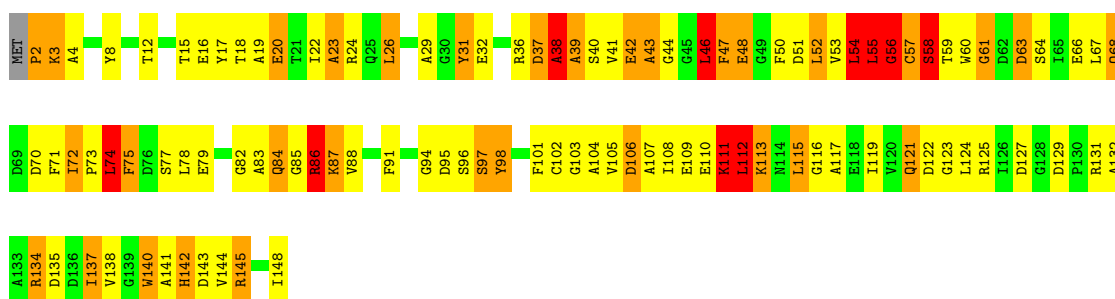 MET P2 K3 A4 Y8 T12 T15 E16 Y17 T18 A19 E20 T21 I22 A23 R24 Q25 L26 A29 G30 Y31 E32 R36 D37 A38 A39 S40 V41 E42 A43 G44 G45 L46 F47 E48 G49 F50 D51 L52 V53 L54 L55 G56 C57 S58 T59 W60 G61 D62 D63 S64 I65 E66 L67
D69 D70 F71 I72 P73 L74 F75 D76 S77 L78 E79 G82 A83 Q84 G85 R86 K87 V88 F91 G94 D95 S96 S97 Y98 F101 C102 G103 A104 V105 D106 A107 I108 E109 E110 K111 L112 K113 N114 L115 G116 A117 E118 I119 V120 Q121 D122 G123 L124 R125 I126 D127 G128 D129 P130 R131
A133 R134 D135 D136 I137 V138 G139 W140 A141 H142 D143 V144 R145 I148